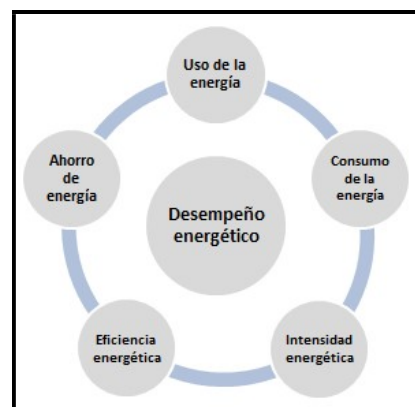 Uso de la
energía
Consumo
de la
energía
Intensidad
energética
Eficiencia
energética
Ahorro
de
energía
Desempeño
energético